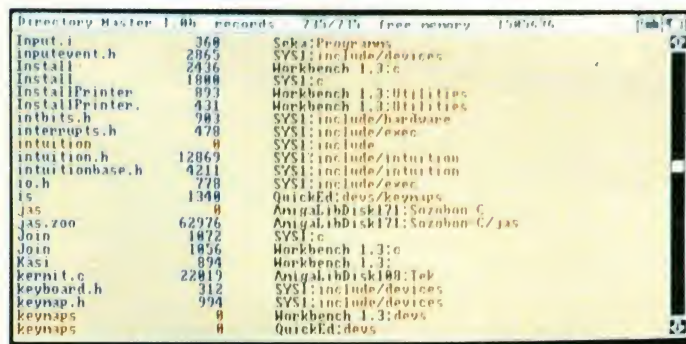 Directory Master 1.0b records 715/715 free memory 1505636
Input.i 360 Seka:Programms
inputevent.h 2865 SYS1:include/devices
Install 2436 Workbench 1.3:c
Install 1800 SYS1:c
InstallPrinter 893 Workbench 1.3:Utilities
InstallPrinter. 431 Workbench 1.3:Utilities
intbits.h 903 SYS1:include/hardware
interrupts.h 478 SYS1:include/exec
intuition 0 SYS1:include
intuition.h 12869 SYS1:include/intuition
intuitionbase.h 4211 SYS1:include/intuition
io.h 778 SYS1:include/exec
is 1340 QuickEd:devs/keymaps
jas 0 AmigaLibDisk171:Sozobon C
jas.zoo 62976 AmigaLibDisk171:Sozobon C/jas
Join 1072 SYS1:c
Join 1056 Workbench 1.3:c
Kasi 894 Workbench 1.3:
kermit.c 22019 AmigaLibDisk108:Tek
keyboard.h 312 SYS1:include/devices
keymap.h 994 SYS1:include/devices
keymaps 0 Workbench 1.3:devs
keymaps 0 QuickEd:devs